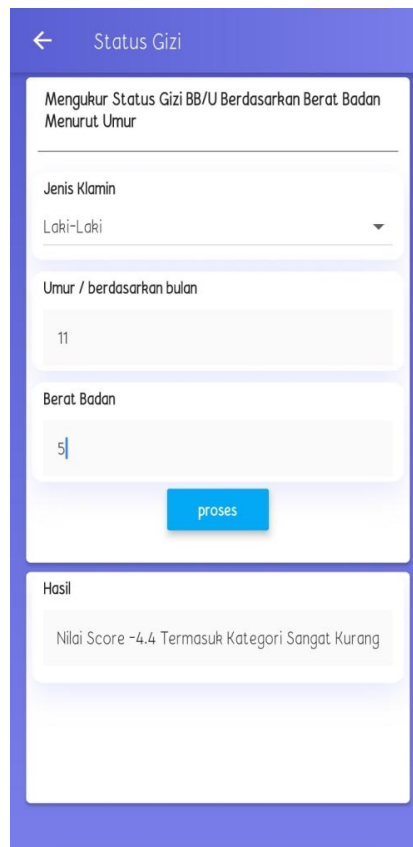 Status Gizi
Mengukur Status Gizi BB/U Berdasarkan Berat Badan
Menurut Umur
Jenis Klamin
Laki-Laki
Umur / berdasarkan bulan
11
Berat Badan
5
proses
Hasil
Nilai Score -4.4 Termasuk Kategori Sangat Kurang